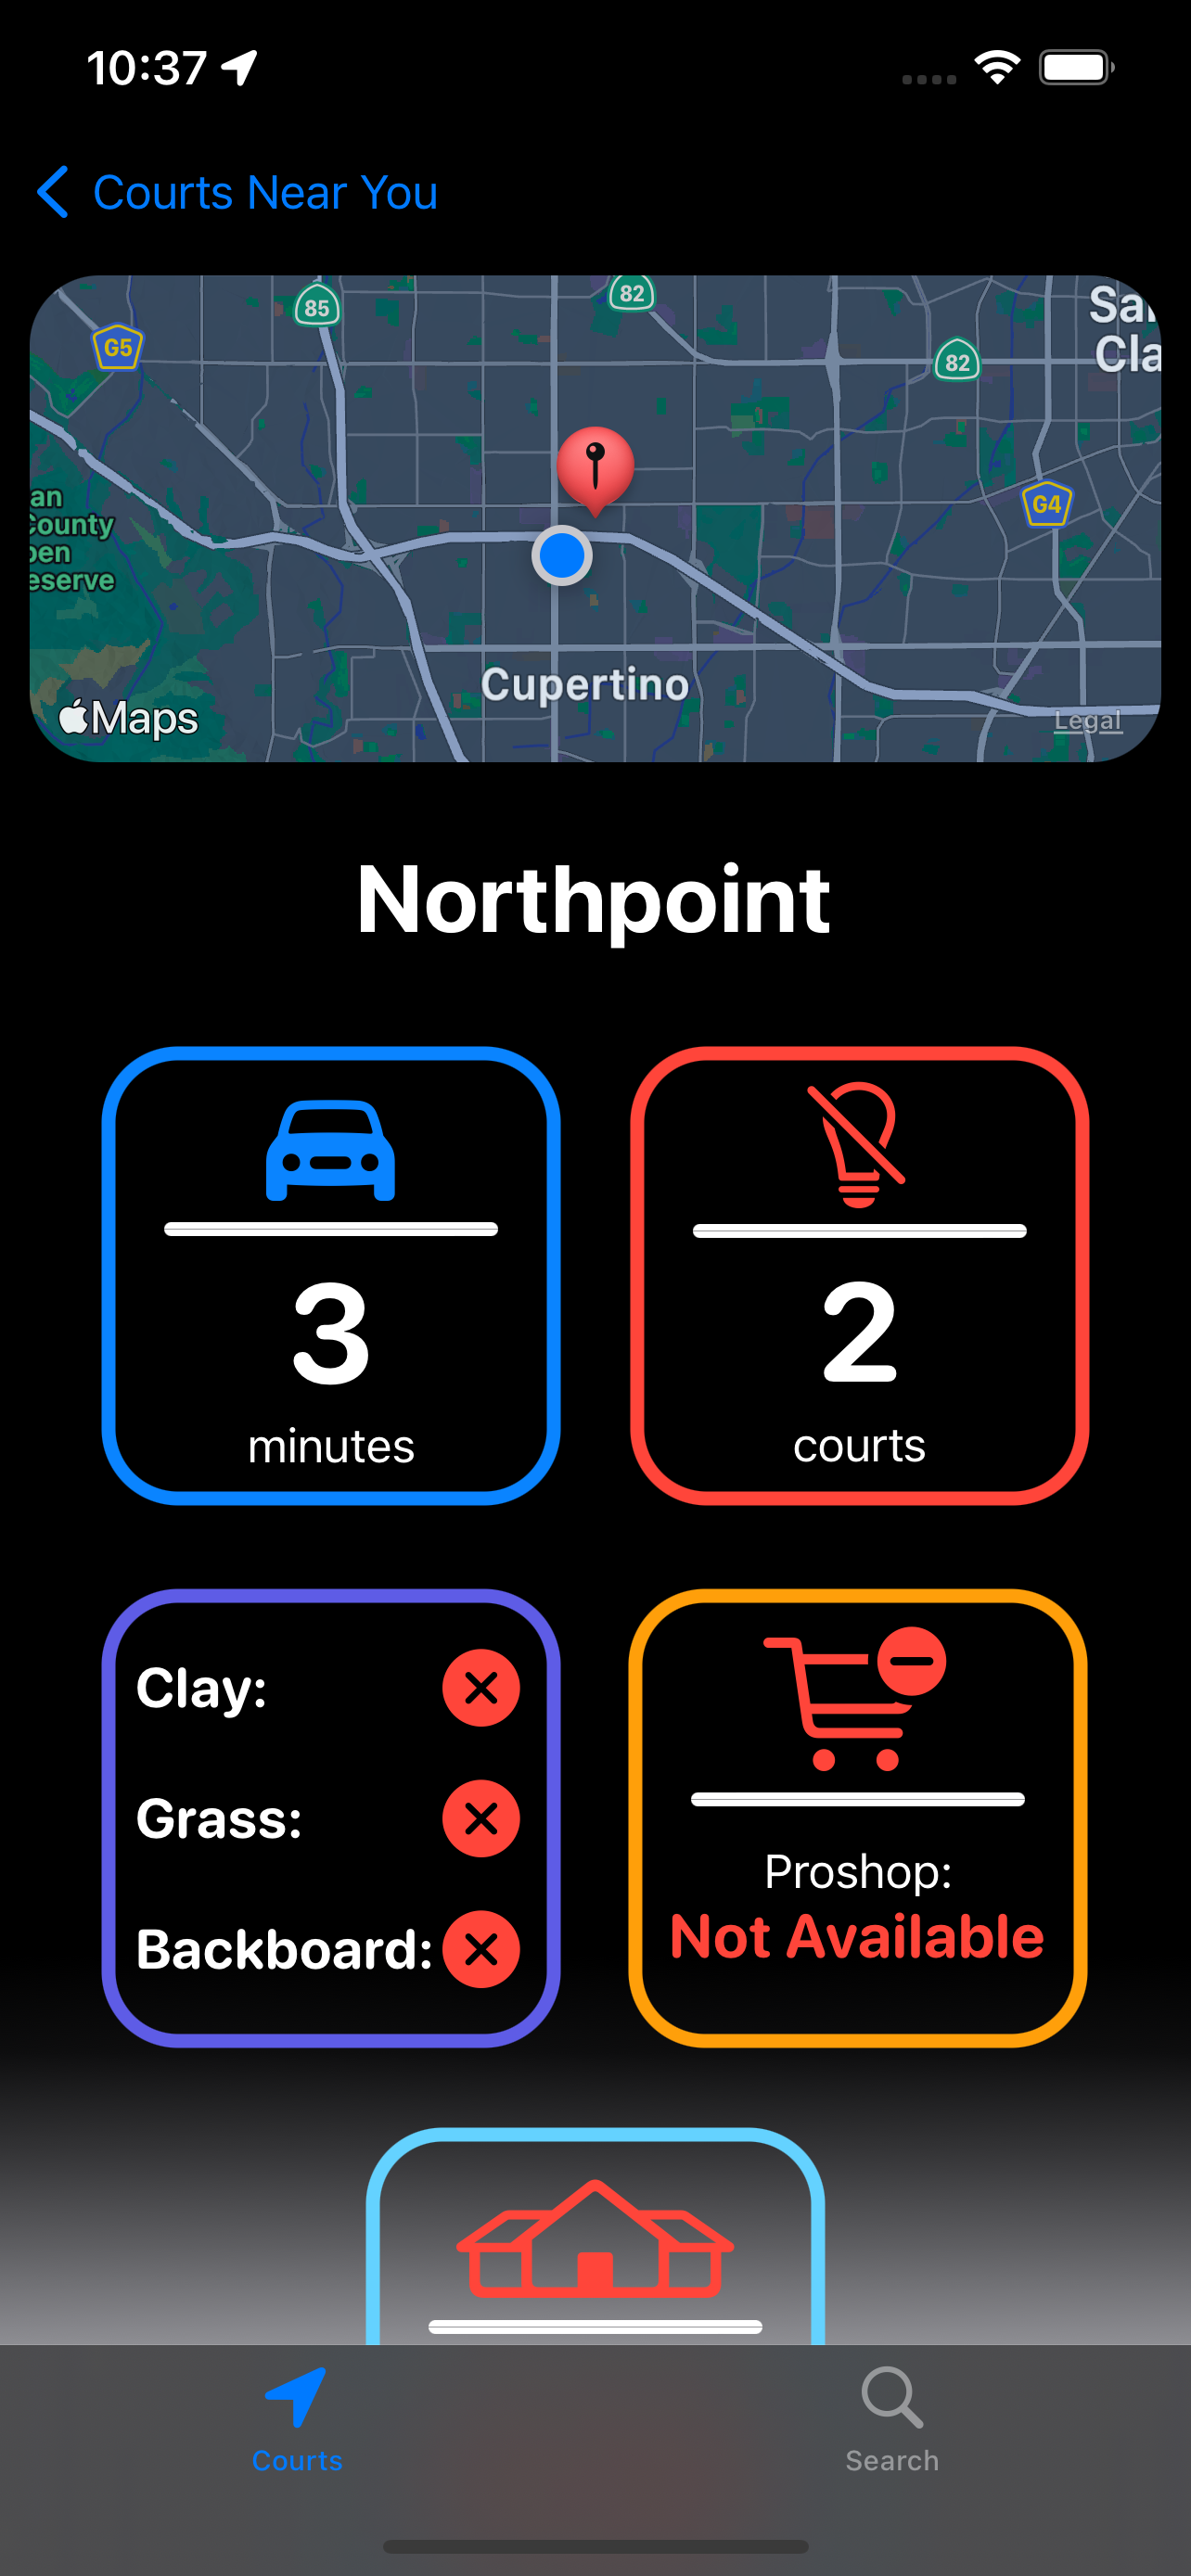 10:37
Courts Near You
85
82
G5
82
San
Cla
G4
an
County
pen
eserve
Cupertino
Maps
Legal
Northpoint
3
minutes
2
courts
Clay:
Grass:
Backboard:
Proshop:
Not Available
Courts
Search